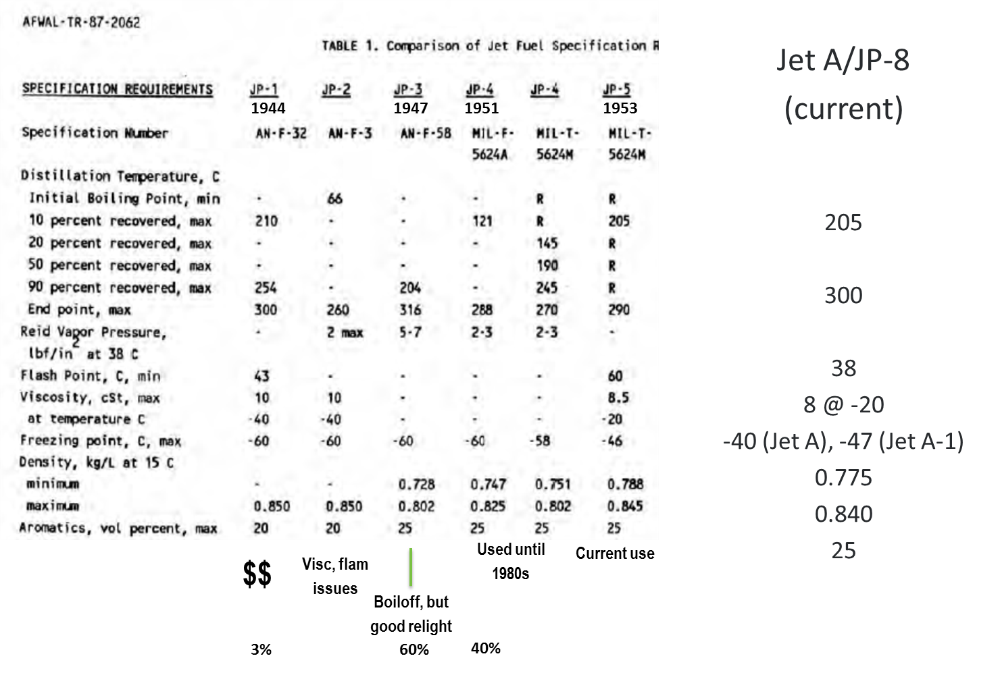 AFWAL-TR-87-2062
TABLE 1. Comparison of Jet Fuel Specification R
Jet A/JP-8
(current)
SPECIFICATION REQUIREMENTS JP-1 JP-2 JP-3 JP-4 JP-4 JP-5
1944 1947 1951 1953
Specification Number AN-F-32 AN-F-3 AN-F-58 MIL-F- MIL-T- MIL-T-
5624A 5624M 5624M
Distillation Temperature, C
Initial Boiling Point, min - 66 - - R R
10 percent recovered, max 210 - - 121 R 205 205
20 percent recovered, max - - - - 145 R
50 percent recovered, max - - - - 190 R
90 percent recovered, max 254 - 204 - 245 R 300
End point, max 300 260 316 288 270 290
Reid Vapor Pressure, - 2 max 5-7 2-3 2-3 -
lbf/in2 at 38 C
Flash Point, C, min 43 - - - - 60 38
Viscosity, cSt, max 10 10 - - - 8.5 8 @ -20
at temperature C -40 -40 - - - -20
Freezing point, C, max -60 -60 -60 -60 -58 -46 -40 (Jet A), -47 (Jet A-1)
Density, kg/L at 15 C
minimum - - 0.728 0.747 0.751 0.788 0.775
maximum 0.850 0.850 0.802 0.825 0.802 0.845 0.840
Aromatics, vol percent, max 20 20 25 25 25 25 25
$$ Visc, flam issues
Boiloff, but good relight
Used until 1980s
Current use
3% 60% 40%